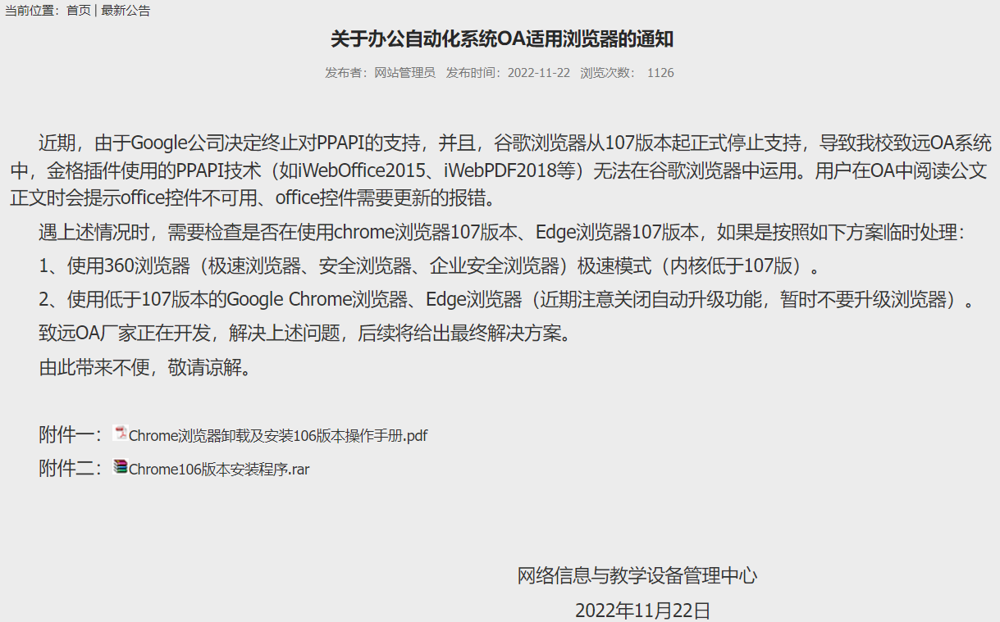 当前位置：首页 | 最新公告
关于办公自动化系统OA适用浏览器的通知
发布者：网站管理员 发布时间：2022-11-22 浏览次数： 1126
近期，由于Google公司决定终止对PPAPI的支持，并且，谷歌浏览器从107版本起正式停止支持，导致我校致远OA系统
中，金格插件使用的PPAPI技术（如iWebOffice2015、iWebPDF2018等）无法在谷歌浏览器中运用。用户在OA中阅读公文
正文时会提示office控件不可用、office控件需要更新的报错。
遇上述情况时，需要检查是否在使用chrome浏览器107版本、Edge浏览器107版本，如果是按照如下方案临时处理：
1、使用360浏览器（极速浏览器、安全浏览器、企业安全浏览器）极速模式（内核低于107版）。
2、使用低于107版本的Google Chrome浏览器、Edge浏览器（近期注意关闭自动升级功能，暂时不要升级浏览器）。
致远OA厂家正在开发，解决上述问题，后续将给出最终解决方案。
由此带来不便，敬请谅解。
附件一：Chrome浏览器卸载及安装106版本操作手册.pdf
附件二：Chrome106版本安装程序.rar
网络信息与教学设备管理中心
2022年11月22日